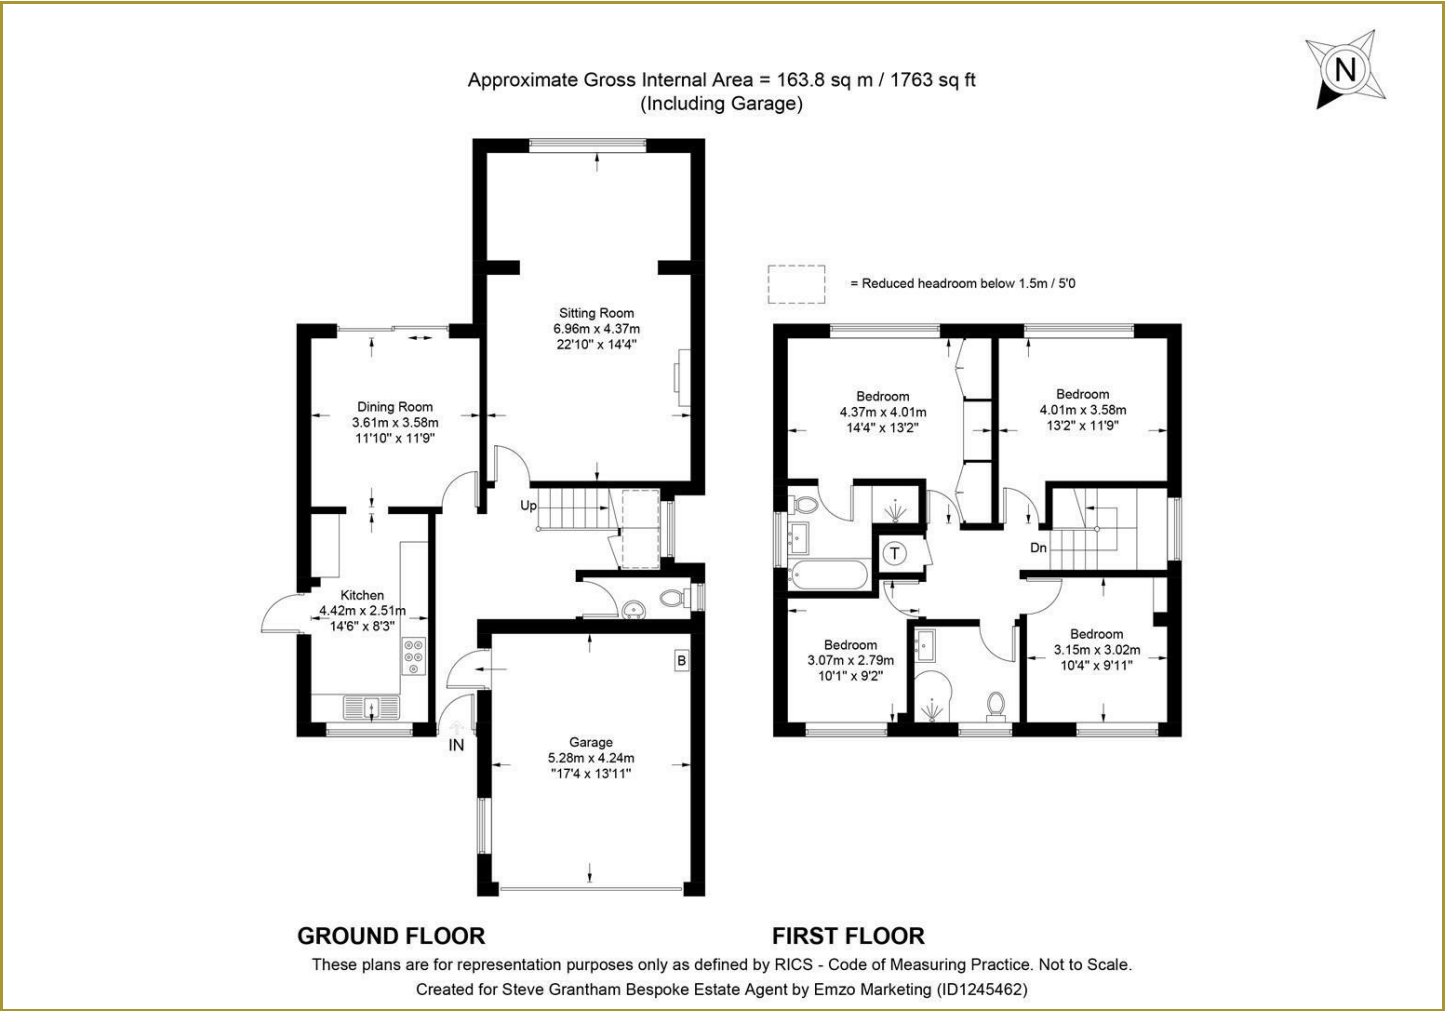 Approximate Gross Internal Area = 163.8 sq m / 1763 sq ft
(Including Garage)
N
= Reduced headroom below 1.5m / 5'0
Sitting Room
6.96m x 4.37m
22'10" x 14'4"
Dining Room
3.61m x 3.58m
11'10" x 11'9"
Up
Kitchen
4.42m x 2.51m
14'6" x 8'3"
B
IN
Garage
5.28m x 4.24m
"17'4 x 13'11"
Bedroom
4.37m x 4.01m
14'4" x 13'2"
Bedroom
4.01m x 3.58m
13'2" x 11'9"
T
Dn
Bedroom
3.07m x 2.79m
10'1" x 9'2"
Bedroom
3.15m x 3.02m
10'4" x 9'11"
GROUND FLOOR
FIRST FLOOR
These plans are for representation purposes only as defined by RICS - Code of Measuring Practice. Not to Scale.
Created for Steve Grantham Bespoke Estate Agent by Emzo Marketing (ID1245462)